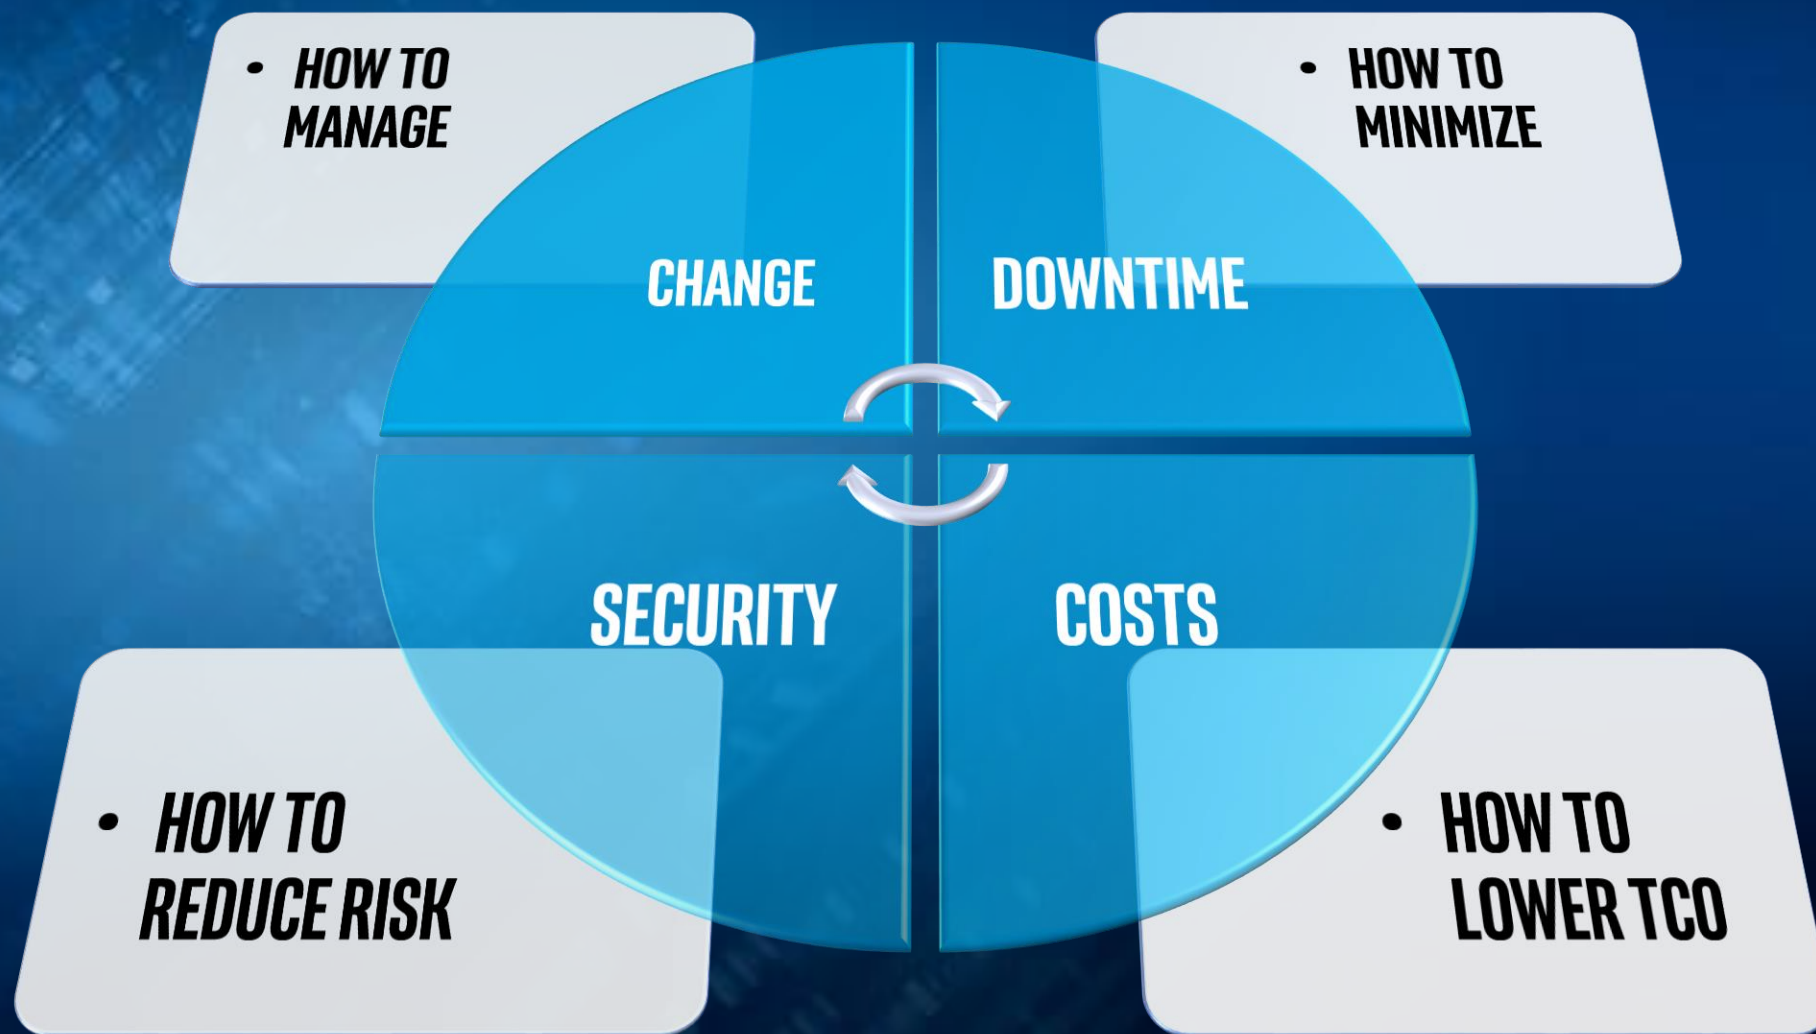 • HOW TO
MANAGE
• HOW TO
MINIMIZE
CHANGE
DOWNTIME
SECURITY
COSTS
• HOW TO
REDUCE RISK
• HOW TO
LOWER TCO